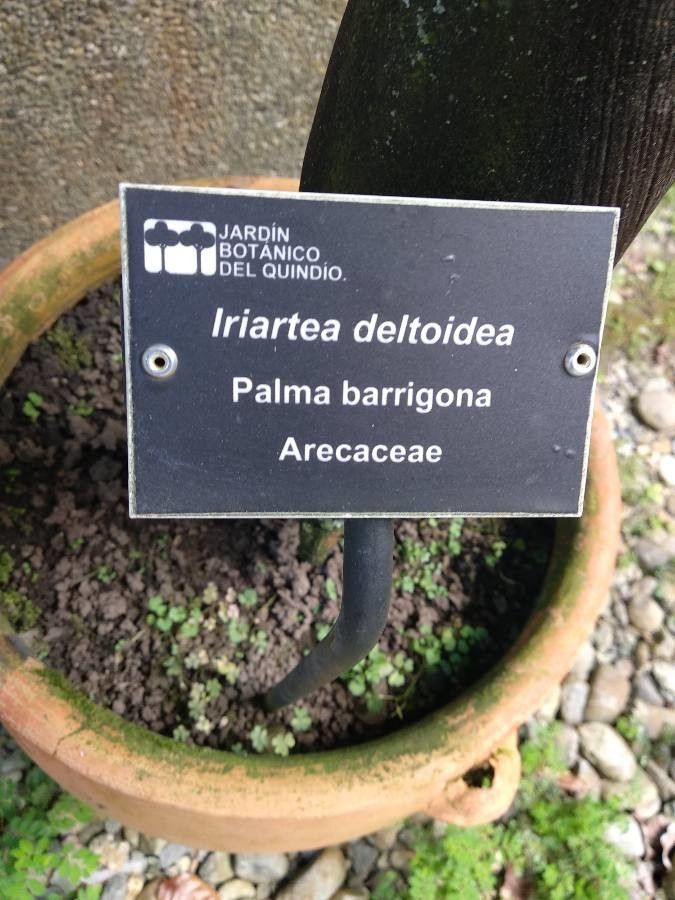 JARDÍN
BOTÁNICO
DEL QUINDÍO.
Iriartea deltoidea
Palma barrigona
Arecaceae